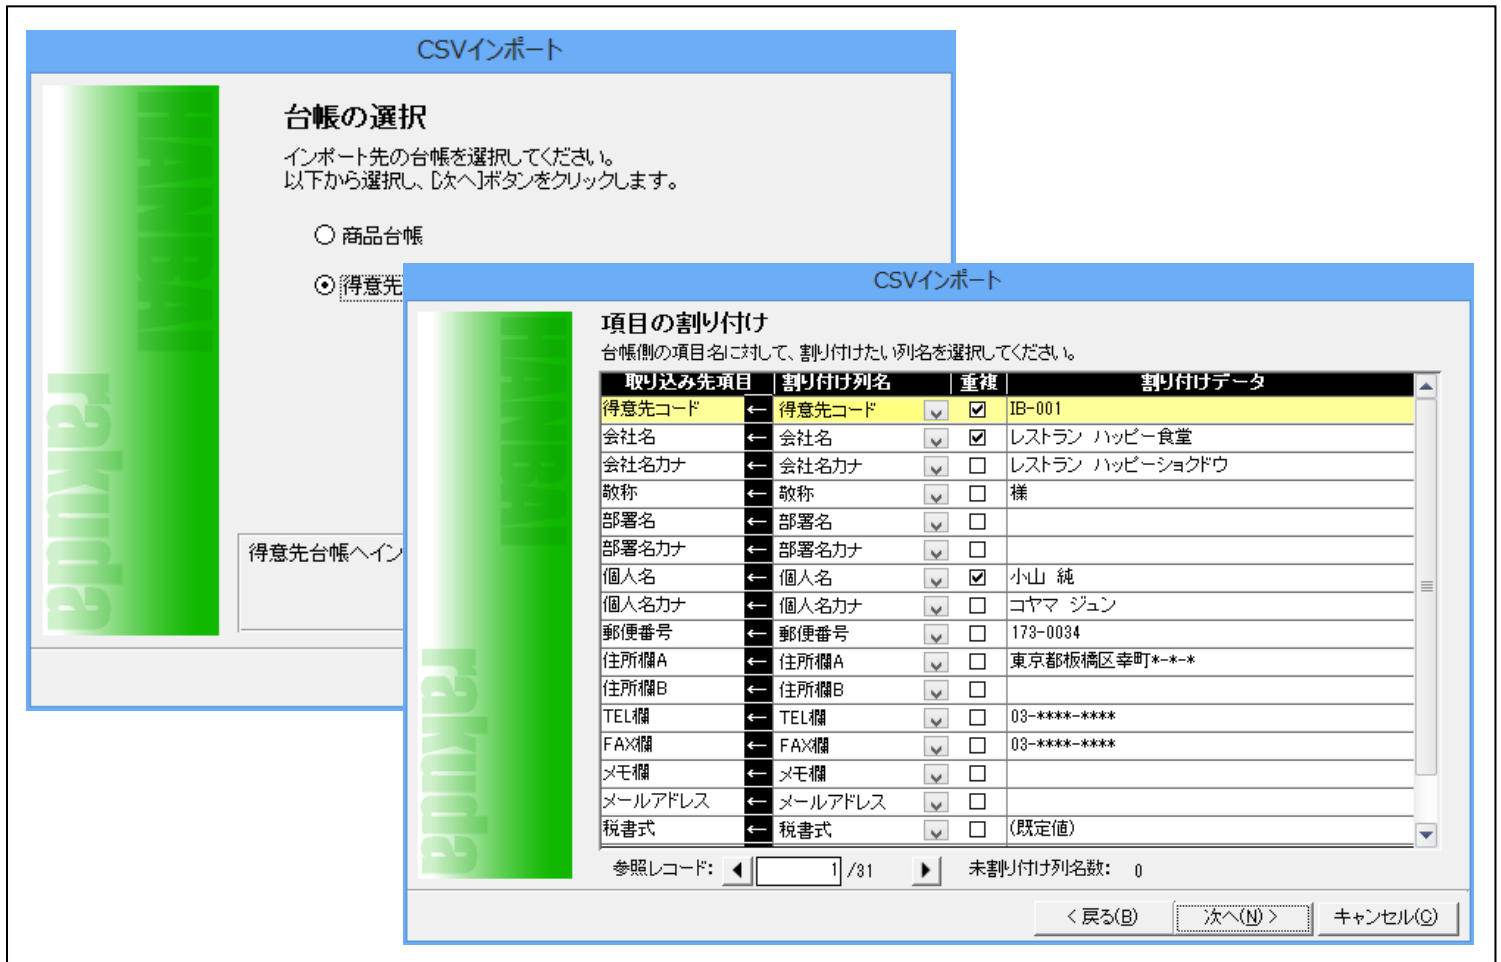 CSVインポート
HANBAI
rakuda
台帳の選択
インポート先の台帳を選択してください。
以下から選択し、[次へ]ボタンをクリックします。
商品台帳
得意先
得意先台帳へイン
CSVインポート
HANBAI
rakuda
項目の割り付け
台帳側の項目名に対して、割り付けたい列名を選択してください。
取り込み先項目 割り付け列名 重複 割り付けデータ
得意先コード ← 得意先コード IB-001
会社名 ← 会社名 レストラン ハッピー食堂
会社名カナ ← 会社名カナ レストラン ハッピーショクドウ
敬称 ← 敬称 様
部署名 ← 部署名
部署名カナ ← 部署名カナ
個人名 ← 個人名 小山 純
個人名カナ ← 個人名カナ コヤマ ジュン
郵便番号 ← 郵便番号 173-0034
住所欄A ← 住所欄A 東京都板橋区幸町*-*-*
住所欄B ← 住所欄B
TEL欄 ← TEL欄 03-****-****
FAX欄 ← FAX欄 03-****-****
メモ欄 ← メモ欄
メールアドレス ← メールアドレス
税書式 ← 税書式 (既定値)
参照レコード: 1 /31 未割り付け列名数: 0
< 戻る(B) 次へ(N) > キャンセル(C)